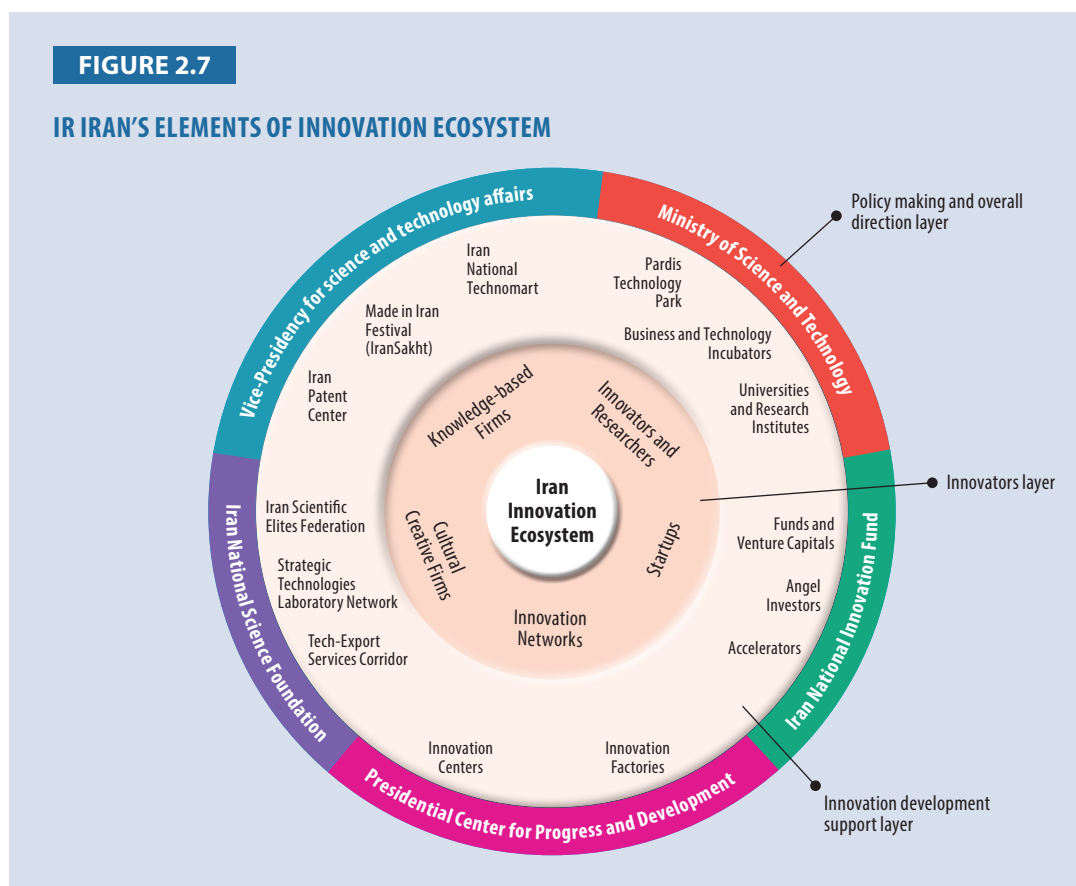 FIGURE 2.7
IR IRAN'S ELEMENTS OF INNOVATION ECOSYSTEM
Vice-Presidency for science and technology affairs
Ministry of Science and Technology
Policy making and overall
direction layer
Iran
National
Technomart
Pardis
Technology
Park
Made in Iran
Festival
(IranSakht)
Business and Technology
Incubators
Iran
Patent
Center
Universities
and Research
Institutes
Knowledge-based
Firms
Innovators and
Researchers
Iran
Innovation
Ecosystem
Innovators layer
Iran Scientific
Elites Federation
Strategic
Technologies
Laboratory Network
Tech-Export
Services Corridor
Cultural
Creative Firms
Startups
Innovation
Networks
Funds and
Venture Capitals
Angel
Investors
Accelerators
Iran National Science Foundation
Iran National Innovation Fund
Innovation
Centers
Innovation
Factories
Presidential Center for Progress and Development
Innovation development
support layer